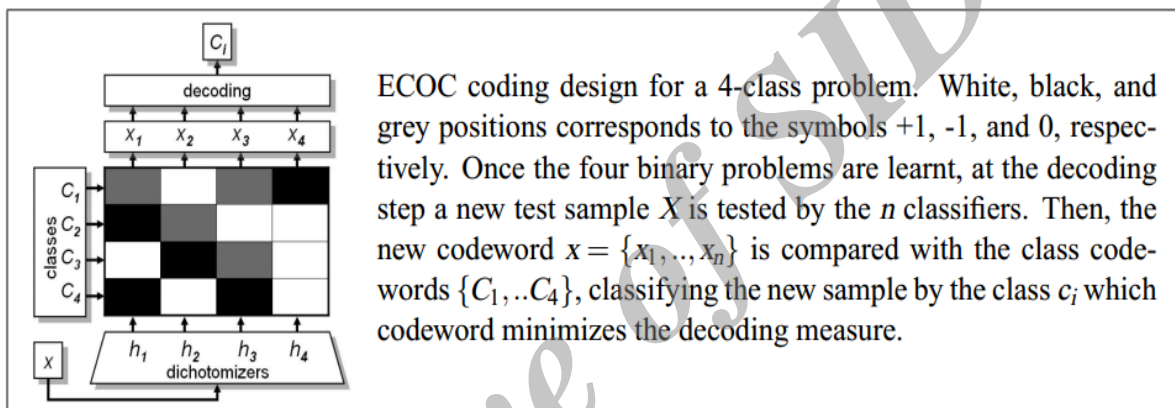 C_I
decoding
x_1 x_2 x_3 x_4
classes
C_1
C_2
C_3
C_4
h_1 h_2 h_3 h_4
X
dichotomizers
ECOC coding design for a 4-class problem. White, black, and
grey positions corresponds to the symbols +1, -1, and 0, respec-
tively. Once the four binary problems are learnt, at the decoding
step a new test sample X is tested by the n classifiers. Then, the
new codeword x = {x_1,..,x_n} is compared with the class code-
words {C_1,..C_4}, classifying the new sample by the class c_i which
codeword minimizes the decoding measure.
of SID